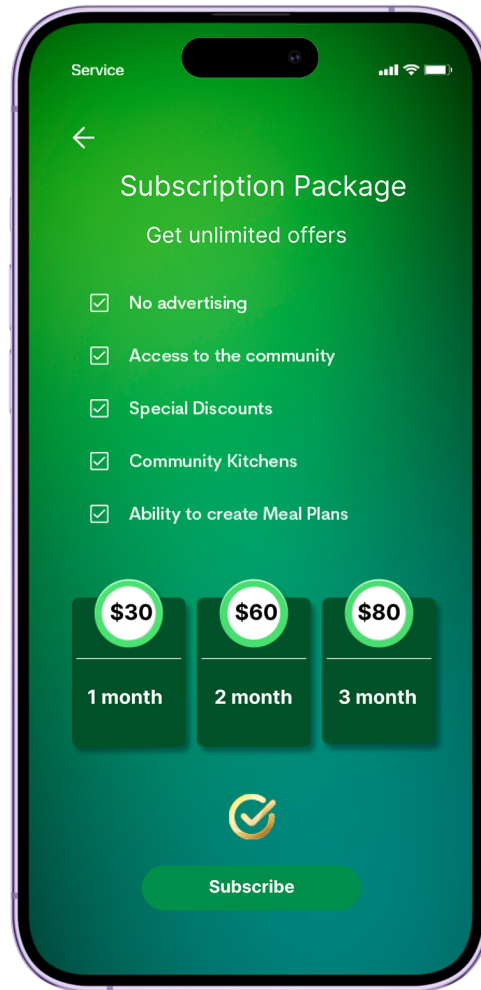 Service
Subscription Package
Get unlimited offers
No advertising
Access to the community
Special Discounts
Community Kitchens
Ability to create Meal Plans
$30 $60 $80
1 month 2 month 3 month
Subscribe